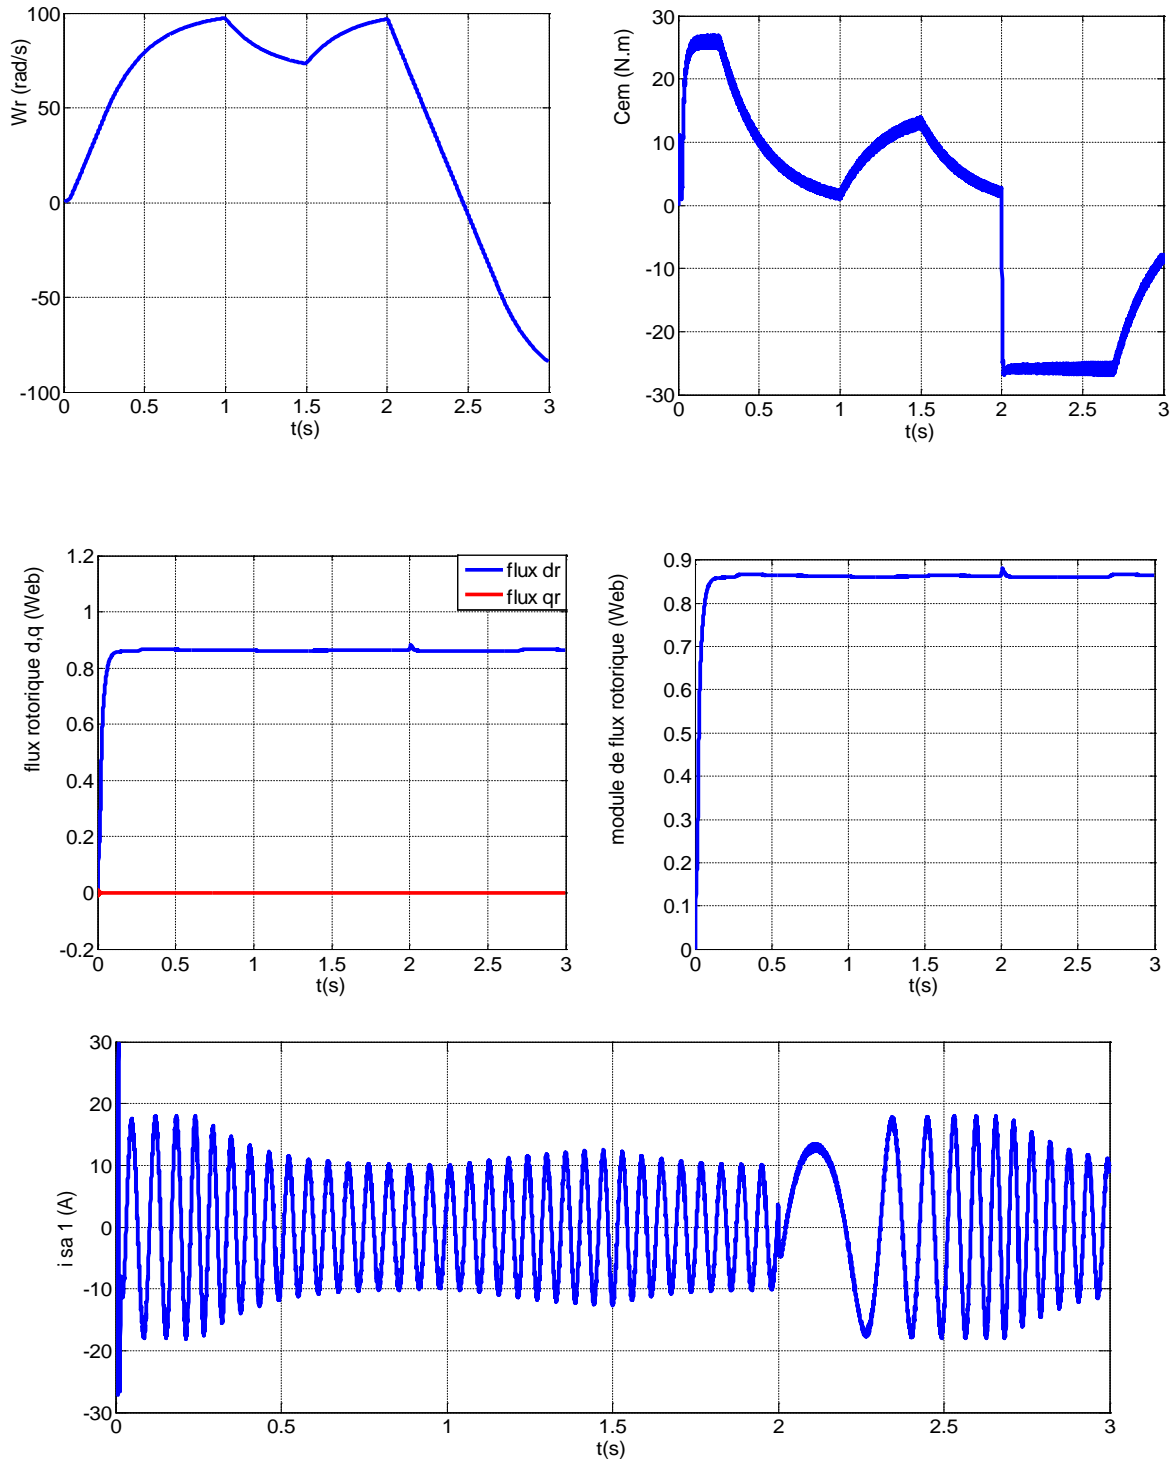 100
50
0
-50
-100
Wr (rad/s)
0 0.5 1 1.5 2 2.5 3
t(s)
30
20
10
0
-10
-20
-30
Cem (N.m)
0 0.5 1 1.5 2 2.5 3
t(s)
1.2
1
0.8
0.6
0.4
0.2
0
-0.2
flux rotorique d,q (Web)
flux dr
flux qr
0 0.5 1 1.5 2 2.5 3
t(s)
0.9
0.8
0.7
0.6
0.5
0.4
0.3
0.2
0.1
0
module de flux rotorique (Web)
0 0.5 1 1.5 2 2.5 3
t(s)
30
20
10
0
-10
-20
-30
i sa 1 (A)
0 0.5 1 1.5 2 2.5 3
t(s)